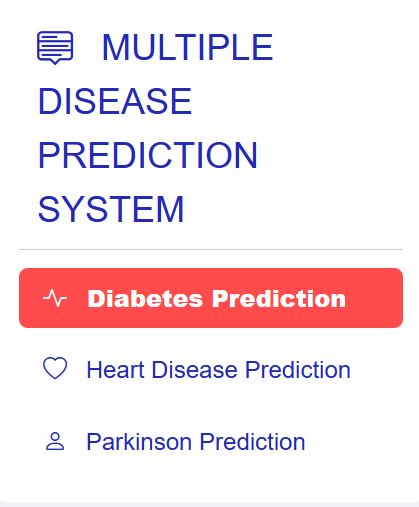 MULTIPLE
DISEASE
PREDICTION
SYSTEM
Diabetes Prediction
Heart Disease Prediction
Parkinson Prediction